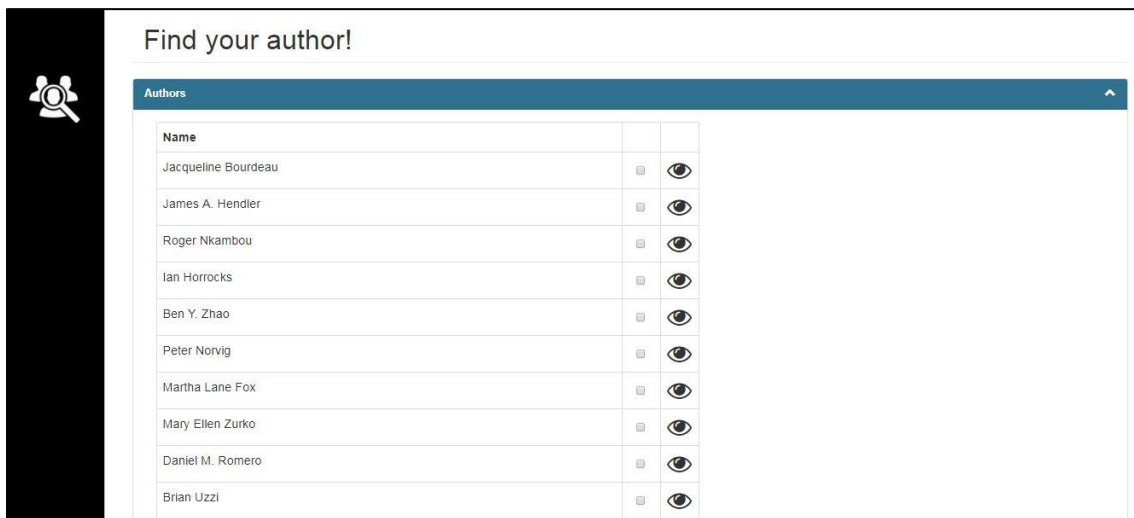 Find your author!
Authors
Name
Jacqueline Bourdeau
James A. Hendler
Roger Nkambou
Ian Horrocks
Ben Y. Zhao
Peter Norvig
Martha Lane Fox
Mary Ellen Zurko
Daniel M. Romero
Brian Uzzi